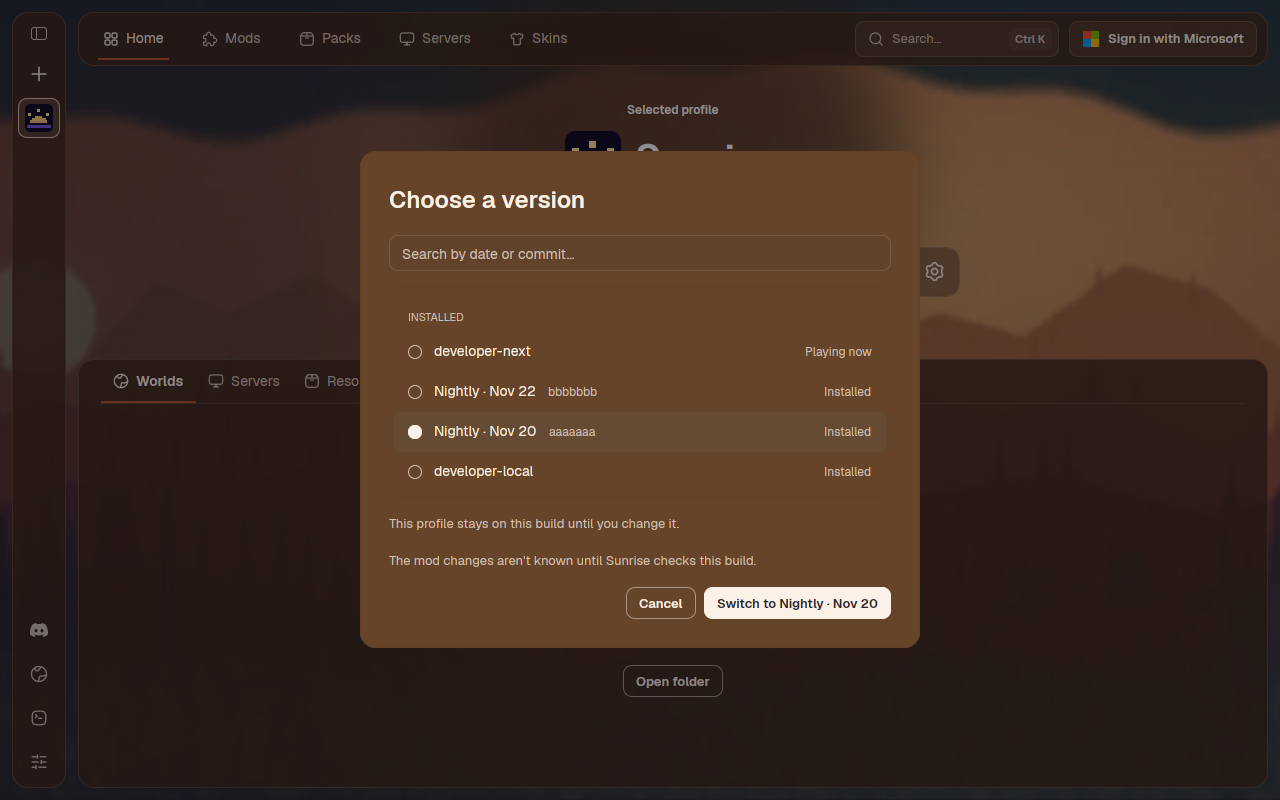 Home
Mods
Packs
Servers
Skins
Search...
Ctrl K
Sign in with Microsoft
Selected profile
Choose a version
Search by date or commit...
INSTALLED
developer-next
Playing now
Nightly · Nov 22 bbbbbbb
Installed
Nightly · Nov 20 aaaaaaa
Installed
developer-local
Installed
This profile stays on this build until you change it.
The mod changes aren't known until Sunrise checks this build.
Cancel
Switch to Nightly · Nov 20
Worlds
Servers
Reso
Open folder